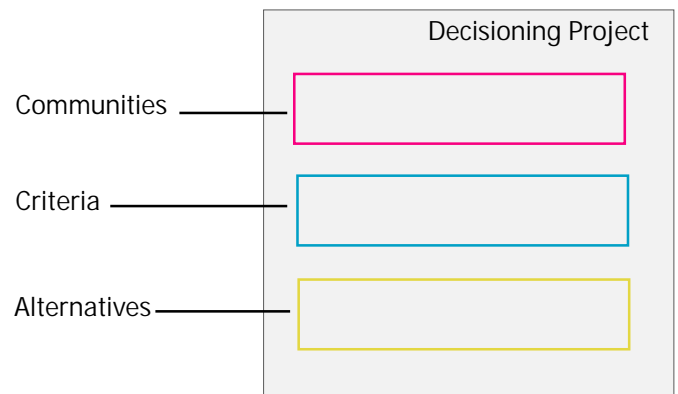 Decisioning Project
Communities
Criteria
Alternatives